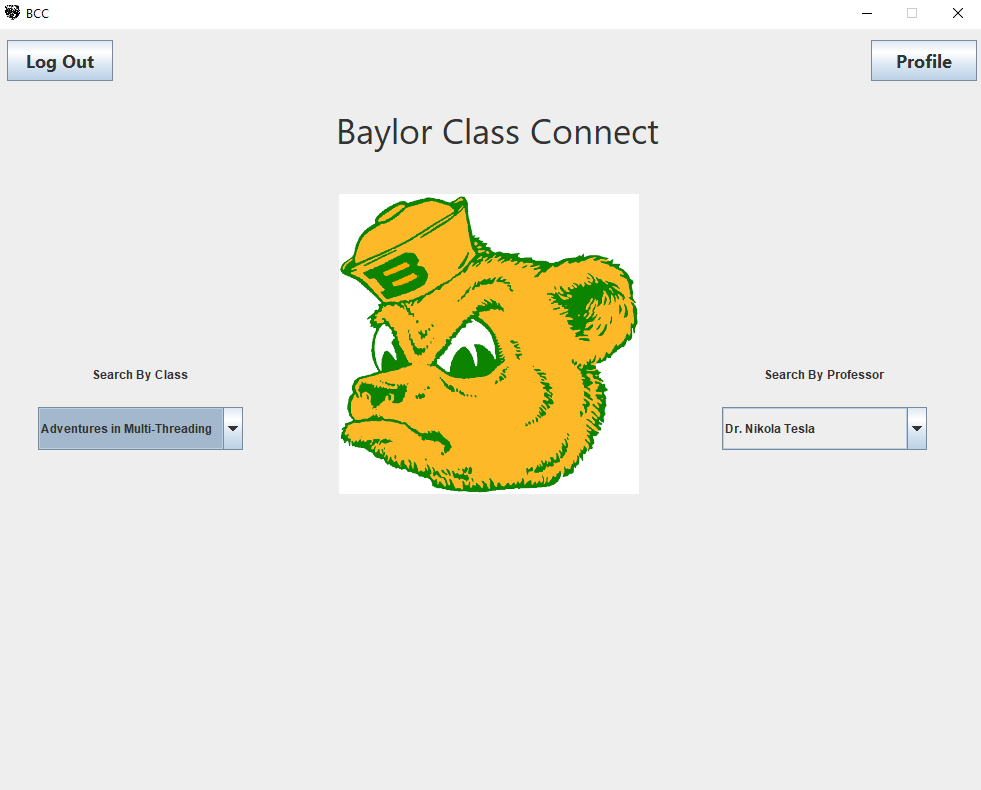 BCC
Log Out
Profile
Baylor Class Connect
B
Search By Class
Search By Professor
Adventures in Multi-Threading
Dr. Nikola Tesla